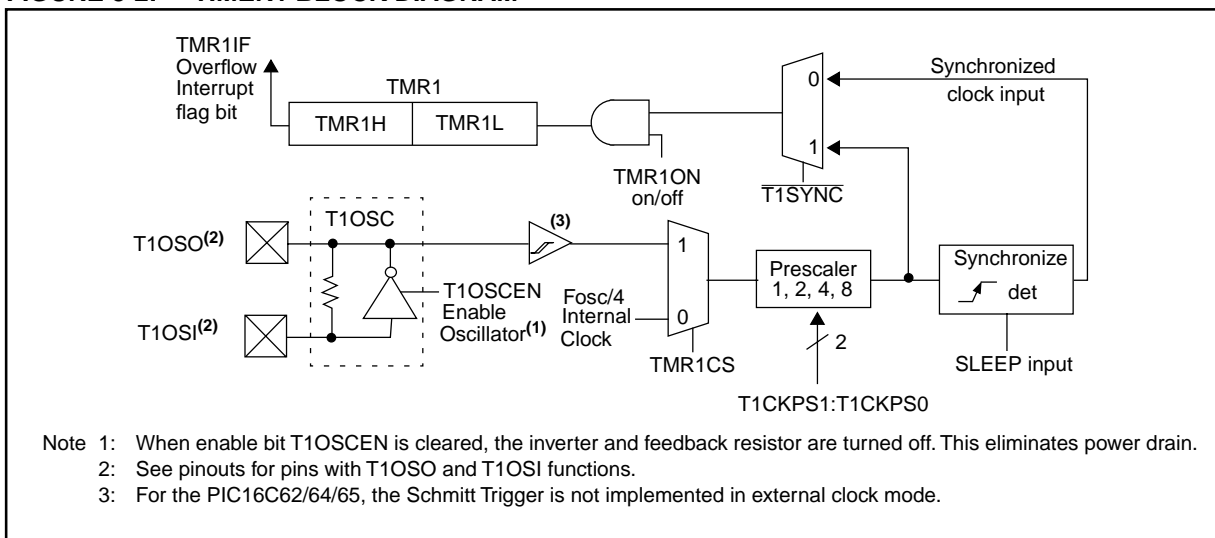 TMR1IF
Overflow
Interrupt
flag bit
TMR1
TMR1H
TMR1L
TMR1ON
on/off
0
1
T1SYNC
Synchronized
clock input
T1OSC
T1OSO(2)
T1OSI(2)
(3)
T1OSCEN
Enable
Oscillator(1)
Fosc/4
Internal
Clock
1
0
TMR1CS
Prescaler
1, 2, 4, 8
2
T1CKPS1:T1CKPS0
Synchronize
det
SLEEP input
Note 1: When enable bit T1OSCEN is cleared, the inverter and feedback resistor are turned off. This eliminates power drain.
2: See pinouts for pins with T1OSO and T1OSI functions.
3: For the PIC16C62/64/65, the Schmitt Trigger is not implemented in external clock mode.